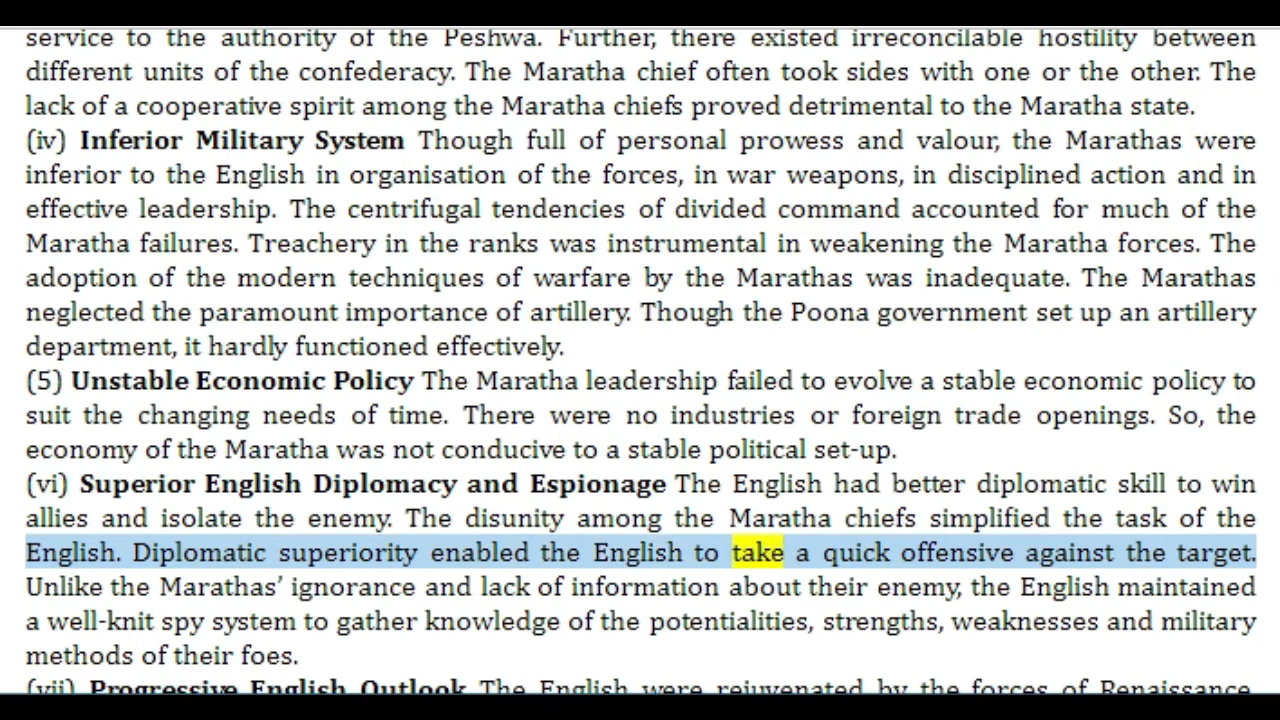 service to the authority of the Peshwa. Further, there existed irreconcilable hostility between
different units of the confederacy. The Maratha chief often took sides with one or the other. The
lack of a cooperative spirit among the Maratha chiefs proved detrimental to the Maratha state.
(iv) Inferior Military System Though full of personal prowess and valour, the Marathas were
inferior to the English in organisation of the forces, in war weapons, in disciplined action and in
effective leadership. The centrifugal tendencies of divided command accounted for much of the
Maratha failures. Treachery in the ranks was instrumental in weakening the Maratha forces. The
adoption of the modern techniques of warfare by the Marathas was inadequate. The Marathas
neglected the paramount importance of artillery. Though the Poona government set up an artillery
department, it hardly functioned effectively.
(5) Unstable Economic Policy The Maratha leadership failed to evolve a stable economic policy to
suit the changing needs of time. There were no industries or foreign trade openings. So, the
economy of the Maratha was not conducive to a stable political set-up.
(vi) Superior English Diplomacy and Espionage The English had better diplomatic skill to win
allies and isolate the enemy. The disunity among the Maratha chiefs simplified the task of the
English. Diplomatic superiority enabled the English to take a quick offensive against the target.
Unlike the Marathas’ ignorance and lack of information about their enemy, the English maintained
a well-knit spy system to gather knowledge of the potentialities, strengths, weaknesses and military
methods of their foes.
(vii) Progressive English Outlook The English were rejuvenated by the forces of Renaissance,